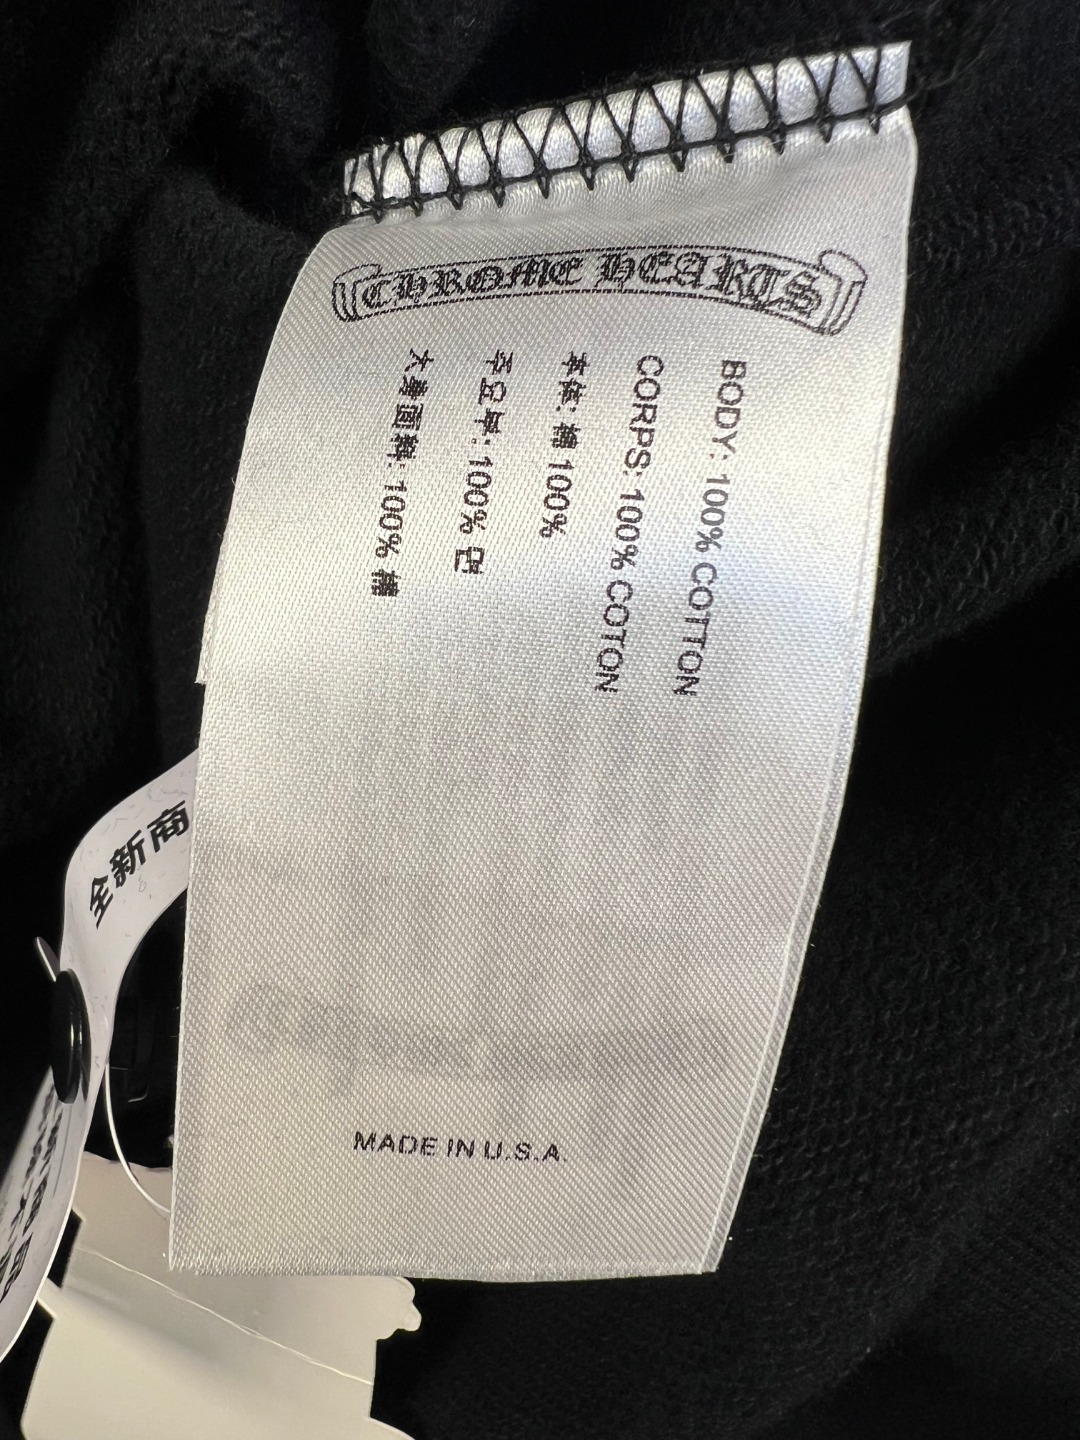 CHROME HEARTS
BODY: 100% COTTON
CORPS: 100% COTON
本体: 綿 100%
주요부: 100% 면
大身面料: 100% 棉
MADE IN U.S.A.
全新商